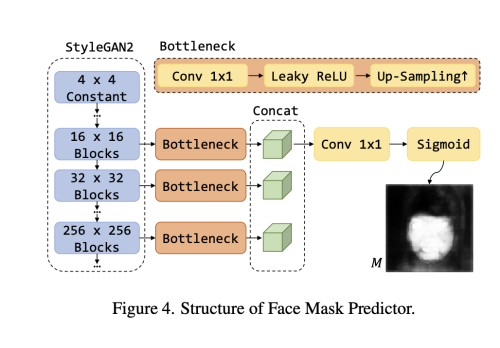 StyleGAN2
Bottleneck
Conv 1x1
Leaky ReLU
Up-Sampling↑
4 x 4
Constant
...
Concat
16 x 16
Blocks
Bottleneck
Conv 1x1
Sigmoid
32 x 32
Blocks
Bottleneck
...
256 x 256
Blocks
Bottleneck
...
M
Figure 4. Structure of Face Mask Predictor.